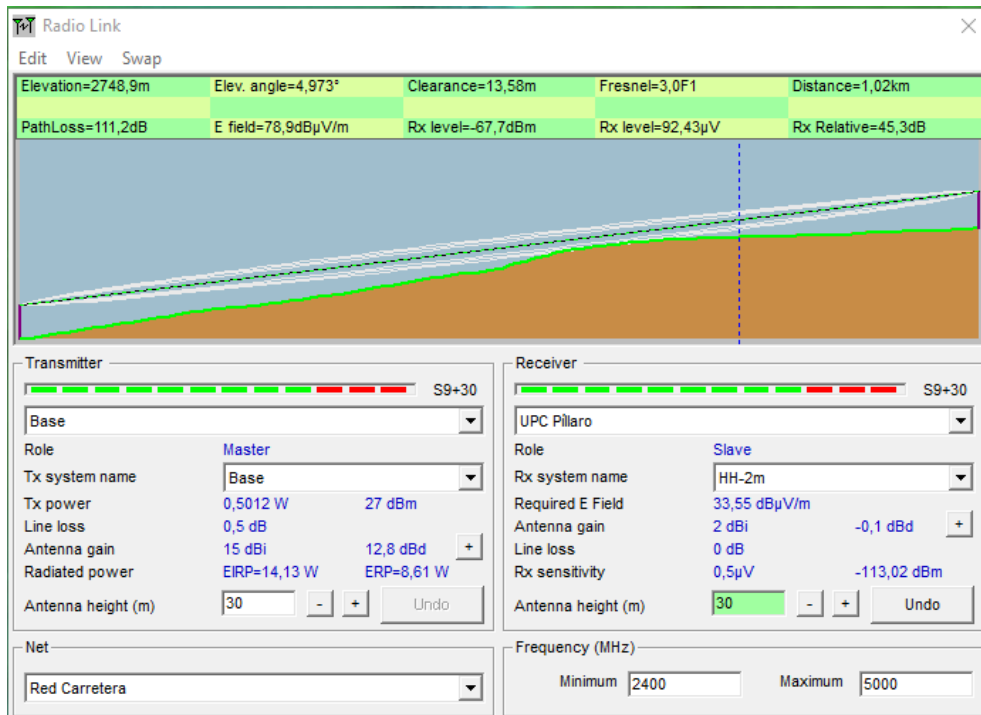 Radio Link
Edit View Swap
Elevation=2748,9m Elev. angle=4,973° Clearance=13,58m Fresnel=3,0F1 Distance=1,02km
PathLoss=111,2dB E field=78,9dBμV/m Rx level=-67,7dBm Rx level=92,43μV Rx Relative=45,3dB
Transmitter
S9+30
Base
Role Master
Tx system name Base
Tx power 0,5012 W 27 dBm
Line loss 0,5 dB
Antenna gain 15 dBi 12,8 dBd +
Radiated power EIRP=14,13 W ERP=8,61 W
Antenna height (m) 30 - + Undo
Receiver
S9+30
UPC Píllaro
Role Slave
Rx system name HH-2m
Required E Field 33,55 dBμV/m
Antenna gain 2 dBi -0,1 dBd +
Line loss 0 dB
Rx sensitivity 0,5μV -113,02 dBm
Antenna height (m) 30 - + Undo
Net
Red Carretera
Frequency (MHz)
Minimum 2400 Maximum 5000